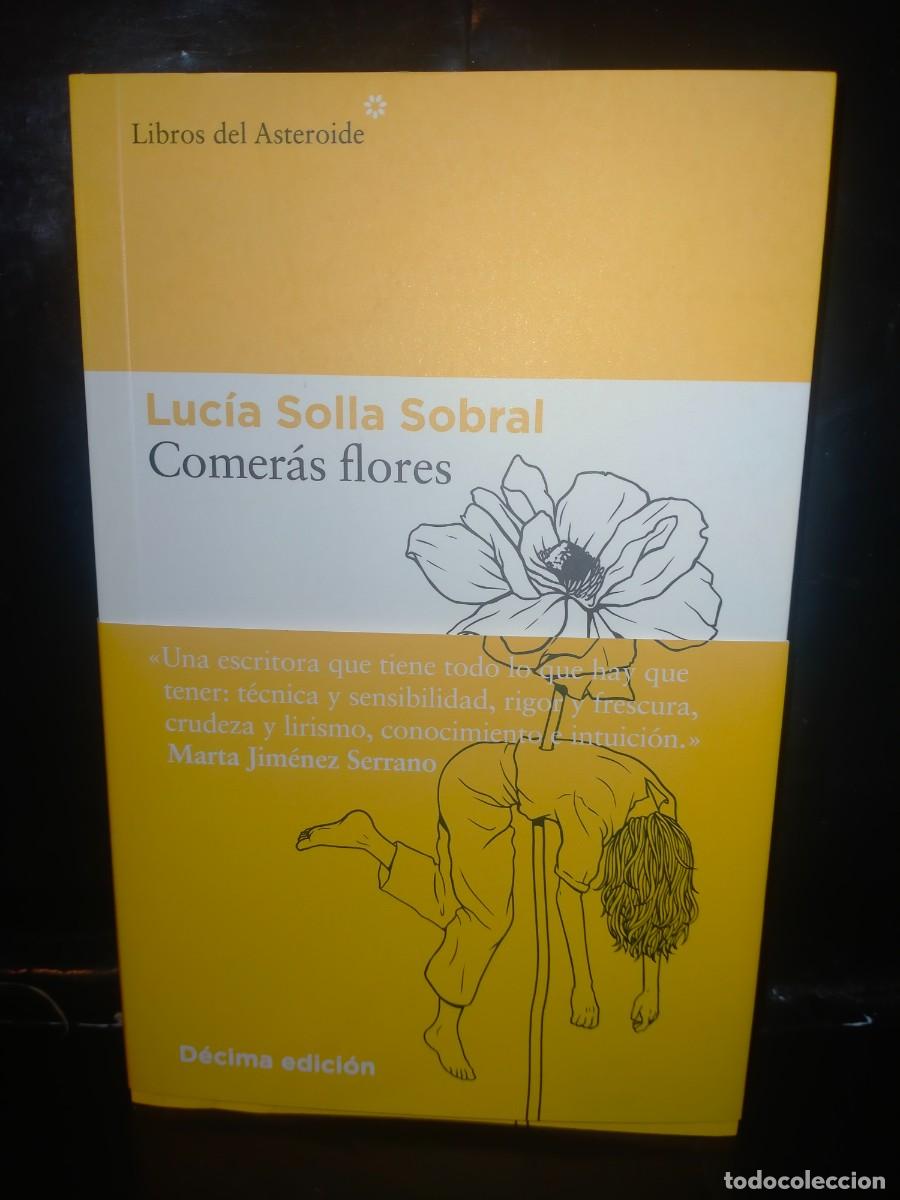 Libros del Asteroide
Lucía Solla Sobral
Comerás flores
«Una escritora que tiene todo lo que hay que
tener: técnica y sensibilidad, rigor y frescura,
crudeza y lirismo, conocimiento e intuición.»
Marta Jiménez Serrano
Décima edición
todocoleccion